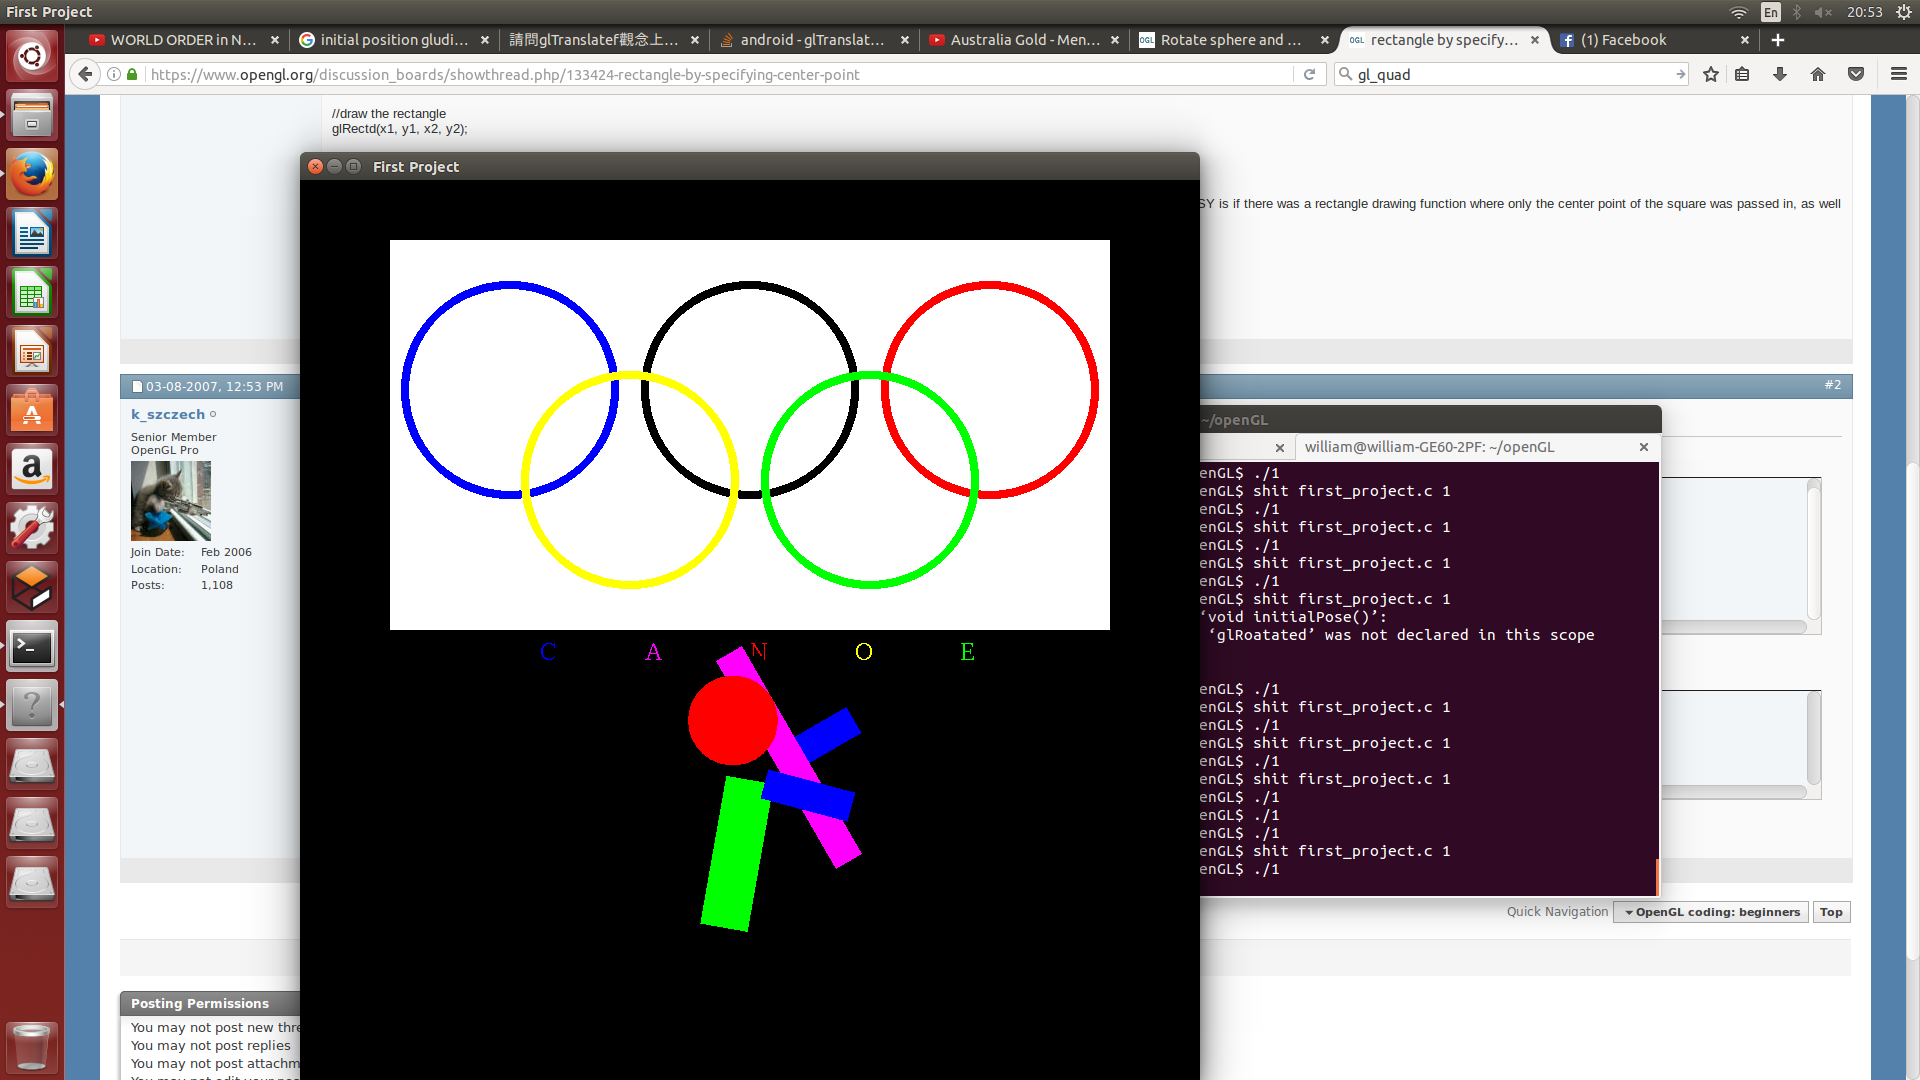 First Project
En
20:53
WORLD ORDER in N...
initial position gludi...
請問glTranslatef觀念上...
android - glTranslat...
Australia Gold - Men...
Rotate sphere and ...
rectangle by specify...
(1) Facebook
https://www.opengl.org/discussion_boards/showthread.php/133424-rectangle-by-specifying-center-point
gl_quad
//draw the rectangle
glRectd(x1, y1, x2, y2);
First Project
SY is if there was a rectangle drawing function where only the center point of the square was passed in, as well
03-08-2007, 12:53 PM
#2
k_szczech
Senior Member
OpenGL Pro
Join Date: Feb 2006
Location: Poland
Posts: 1,108
C A N O E
~/openGL
william@william-GE60-2PF: ~/openGL
enGL$ ./1
enGL$ shit first_project.c 1
enGL$ ./1
enGL$ shit first_project.c 1
enGL$ ./1
enGL$ shit first_project.c 1
enGL$ ./1
enGL$ shit first_project.c 1
‘void initialPose()’:
‘glRoatated’ was not declared in this scope
enGL$ ./1
enGL$ shit first_project.c 1
enGL$ ./1
enGL$ shit first_project.c 1
enGL$ ./1
enGL$ shit first_project.c 1
enGL$ ./1
enGL$ ./1
enGL$ ./1
enGL$ shit first_project.c 1
enGL$ ./1
Quick Navigation
OpenGL coding: beginners
Top
Posting Permissions
You may not post new thre
You may not post replies
You may not post attachm